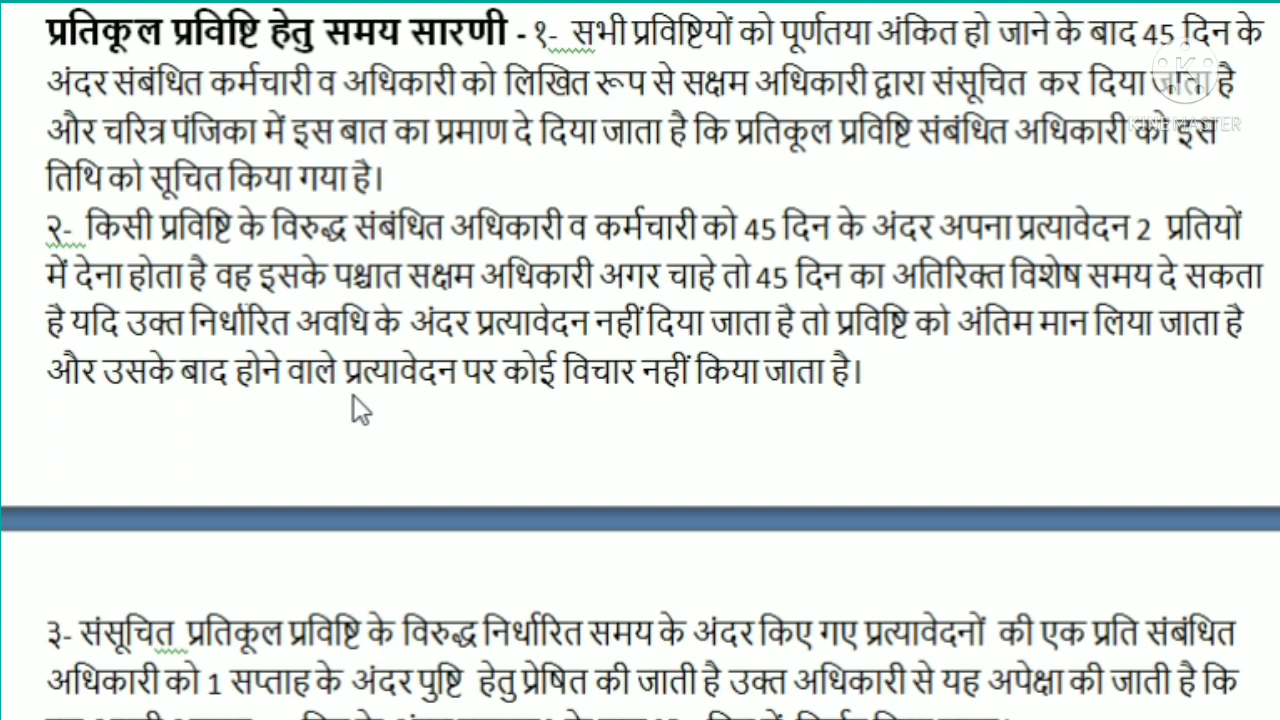 प्रतिकूल प्रविष्टि हेतु समय सारणी - १- सभी प्रविष्टियों को पूर्णतया अंकित हो जाने के बाद 45 दिन के
अंदर संबंधित कर्मचारी व अधिकारी को लिखित रूप से सक्षम अधिकारी द्वारा संसूचित कर दिया जाता है
और चरित्र पंजिका में इस बात का प्रमाण दे दिया जाता है कि प्रतिकूल प्रविष्टि संबंधित अधिकारी को इस
KINEMASTER
तिथि को सूचित किया गया है।
२- किसी प्रविष्टि के विरुद्ध संबंधित अधिकारी व कर्मचारी को 45 दिन के अंदर अपना प्रत्यावेदन 2 प्रतियों
में देना होता है वह इसके पश्चात सक्षम अधिकारी अगर चाहे तो 45 दिन का अतिरिक्त विशेष समय दे सकता
है यदि उक्त निर्धारित अवधि के अंदर प्रत्यावेदन नहीं दिया जाता है तो प्रविष्टि को अंतिम मान लिया जाता है
और उसके बाद होने वाले प्रत्यावेदन पर कोई विचार नहीं किया जाता है।
३- संसूचित प्रतिकूल प्रविष्टि के विरुद्ध निर्धारित समय के अंदर किए गए प्रत्यावेदनों की एक प्रति संबंधित
अधिकारी को 1 सप्ताह के अंदर पुष्टि हेतु प्रेषित की जाती है उक्त अधिकारी से यह अपेक्षा की जाती है कि